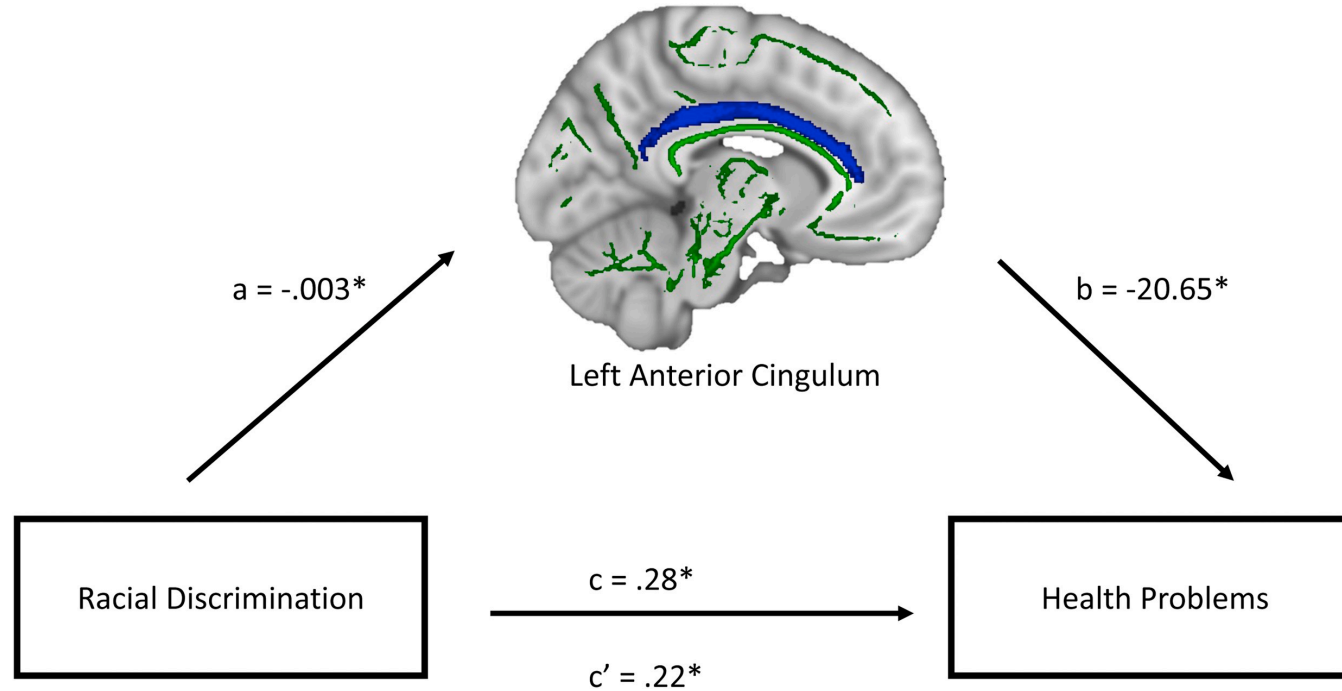 a = -.003*
b = -20.65*
Left Anterior Cingulum
Racial Discrimination
c = .28*
c’ = .22*
Health Problems